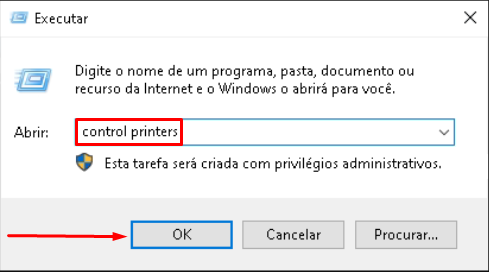 Executar
Digite o nome de um programa, pasta, documento ou
recurso da Internet e o Windows o abrirá para você.
Abrir: control printers
Esta tarefa será criada com privilégios administrativos.
OK Cancelar Procurar...